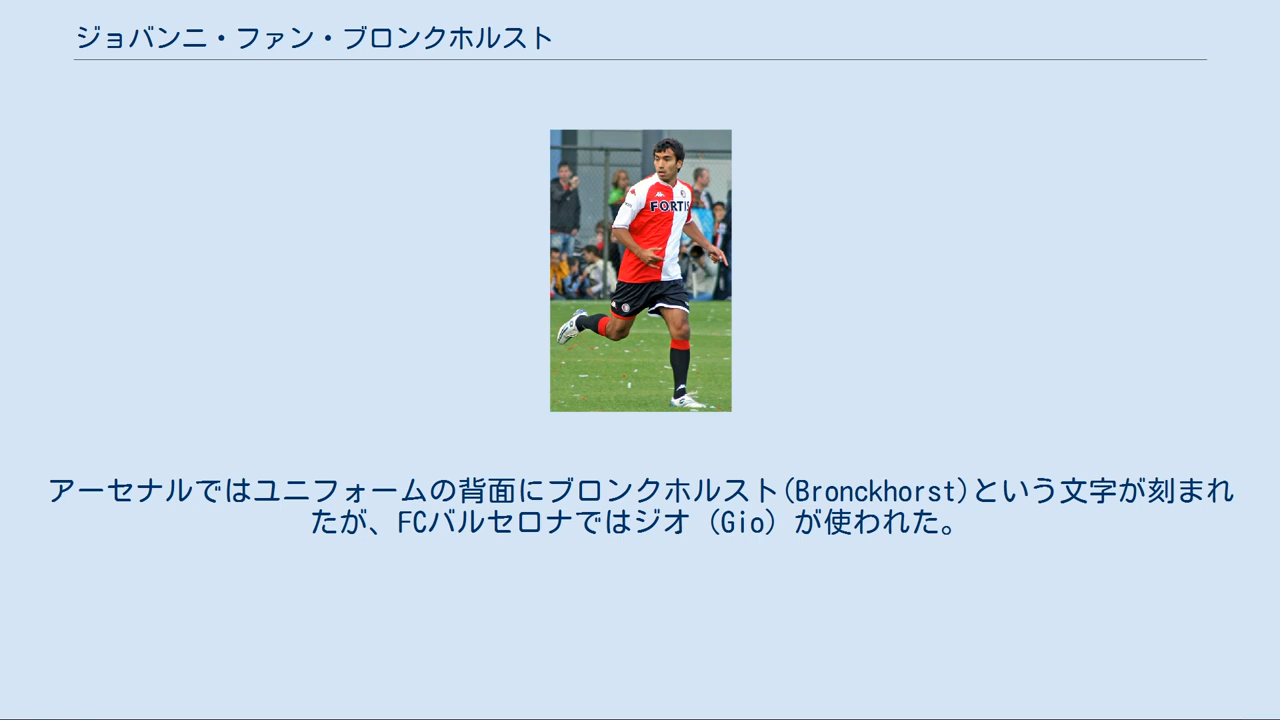 ジョバンニ・ファン・ブロンクホルスト
FORTIS
アーセナルではユニフォームの背面にブロンクホルスト(Bronckhorst)という文字が刻まれ
たが、FCバルセロナではジオ (Gio) が使われた。